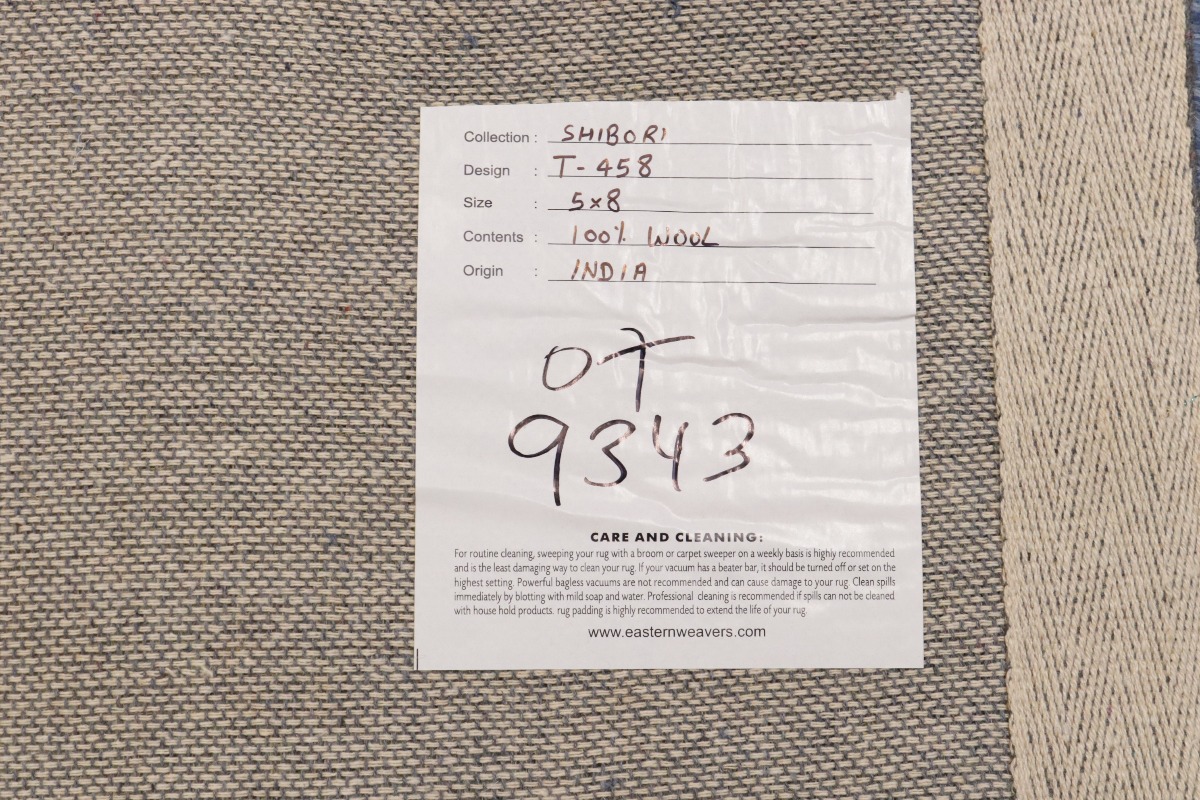 Collection : SHIBORI
Design : T-458
Size : 5x8
Contents : 100% WOOL
Origin : INDIA
OT
9343
CARE AND CLEANING:
For routine cleaning, sweeping your rug with a broom or carpet sweeper on a weekly basis is highly recommended
and is the least damaging way to clean your rug. If your vacuum has a beater bar, it should be turned off or set on the
highest setting. Powerful bagless vacuums are not recommended and can cause damage to your rug. Clean spills
immediately by blotting with mild soap and water. Professional cleaning is recommended if spills can not be cleaned
with house hold products. rug padding is highly recommended to extend the life of your rug.
www.easternweavers.com